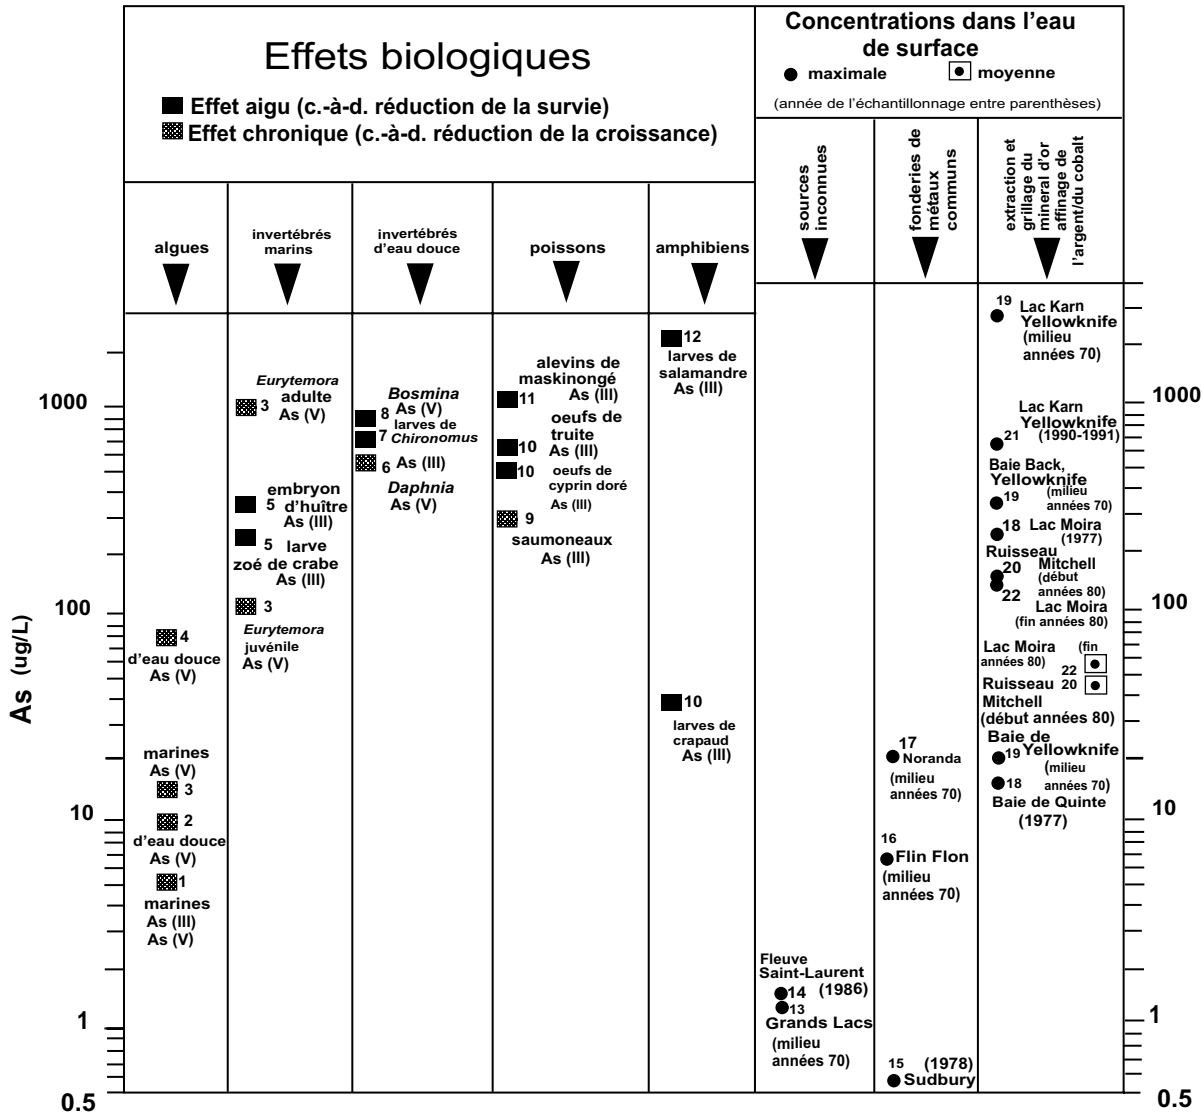 Effets biologiques
Effet aigu (c.-à-d. réduction de la survie)
Effet chronique (c.-à-d. réduction de la croissance)
Concentrations dans l'eau
de surface
maximale
moyenne
(année de l'échantillonnage entre parenthèses)
algues
invertébrés
marins
invertébrés
d'eau douce
poissons
amphibiens
sources
inconnues
fonderies de
métaux
communs
extraction et
grillage du
mineral d'or
affinage de
l'argent/du cobalt
As (ug/L)
1000
100
10
1
0.5
4
d'eau douce
As (V)
marines
As (V)
3
2
d'eau douce
As (V)
1
marines
As (III)
As (V)
Eurytemora
adulte
3
As (V)
embryon
d'huître
5
As (III)
5 larve
zoé de crabe
As (III)
3
Eurytemora
juvénile
As (V)
Bosmina
As (V)
8
larves de
7
Chironomus
6
As (III)
Daphnia
As (V)
alevins de
maskinongé
As (III)
11
oeufs de
truite
10
As (III)
10
oeufs de
cyprin doré
As (III)
9
saumoneaux
As (III)
12
larves de
salamandre
As (III)
10
larves de
crapaud
As (III)
Fleuve
Saint-Laurent
14 (1986)
13
Grands Lacs
(milieu
années 70)
17
Noranda
(milieu
années 70)
16
Flin Flon
(milieu
années 70)
15 (1978)
Sudbury
19 Lac Karn
Yellowknife
(milieu
années 70)
Lac Karn
Yellowknife
21 (1990-1991)
Baie Back,
Yellowknife
19 (milieu
années 70)
18 Lac Moira
(1977)
Ruisseau
20 Mitchell
(début
années 80)
22
Lac Moira
(fin années 80)
Lac Moira (fin
années 80)
22
Ruisseau 20
Mitchell
(début années 80)
Baie de
19 Yellowknife
(milieu
années 70)
18
Baie de Quinte
(1977)
1000
100
10
1
0.5